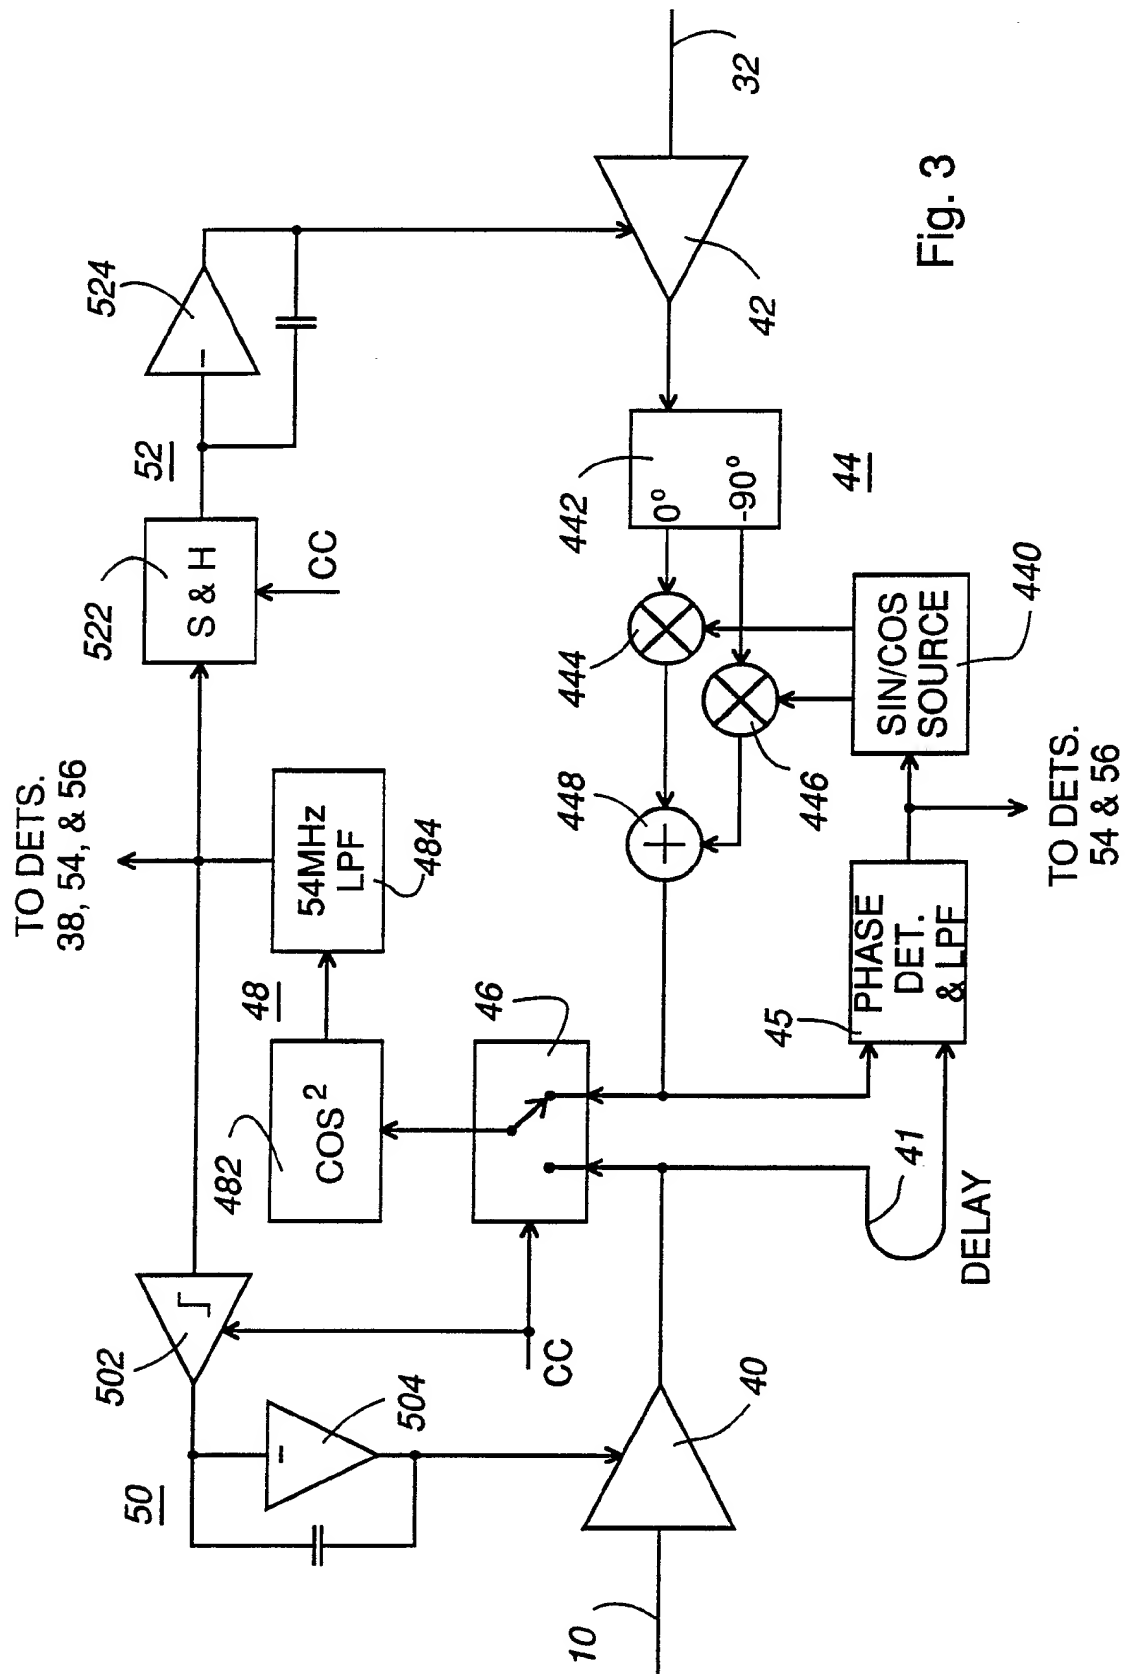 TO DETS.
38, 54, & 56
50
502
504
CC
10
40
482
COS²
48
54MHz
LPF
484
46
522
S & H
CC
52
524
DELAY
41
45
PHASE
DET.
& LPF
TO DETS.
54 & 56
448
444
446
SIN/COS
SOURCE
440
442
0°
-90°
44
42
32
Fig. 3